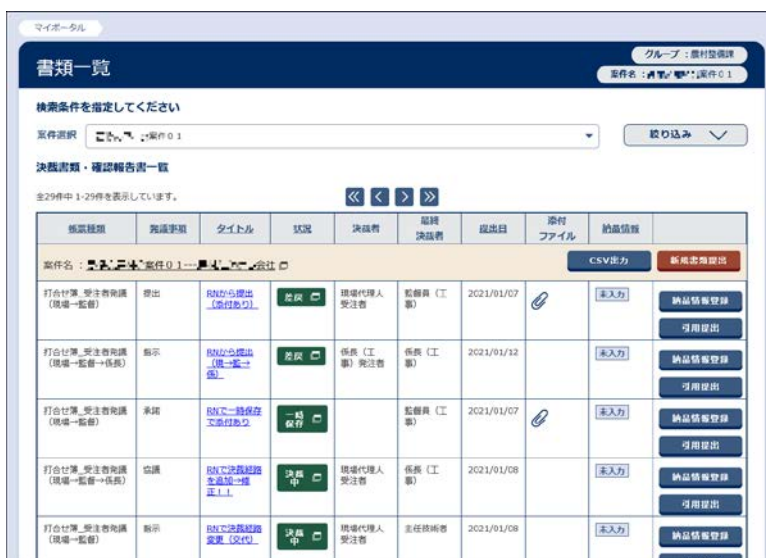 マイポータル
書類一覧
グループ：農村整備課
案件名：案件０１
検索条件を指定してください
案件選択
案件０１
絞り込み
決裁書類・確認報告書一覧
全29件中 1-29件を表示しています。
帳票種類 発議事項 タイトル 状況 決裁者 最終決裁者 提出日 添付ファイル 納品情報
案件名：案件０１---会社
CSV出力
新規書類提出
打合せ簿_受注者発議 提出 RNから提出 差戻 現場代理人 監督員（工 2021/01/07 未入力
（現場→監督） （添付あり） 受注者 事）
納品情報登録
引用提出
打合せ簿_受注者発議 指示 RNから提出 差戻 係長（工 係長（工 2021/01/12 未入力
（現場→監督→係長） （現→監→ 事）発注者 事）
係）
納品情報登録
引用提出
打合せ簿_受注者発議 承諾 RNで一時保存 一時 監督員（工 2021/01/07 未入力
（現場→監督） で添付あり 保存 事）
納品情報登録
引用提出
打合せ簿_受注者発議 協議 RNで決裁経路 決裁 現場代理人 係長（工 2021/01/08 未入力
（現場→監督→係長） を追加→修 中 受注者 事）
正！！
納品情報登録
引用提出
打合せ簿_受注者発議 指示 RNで決裁経路 決裁 現場代理人 主任技術者 2021/01/08 未入力
（現場→監督） 変更（交代） 中 受注者
納品情報登録